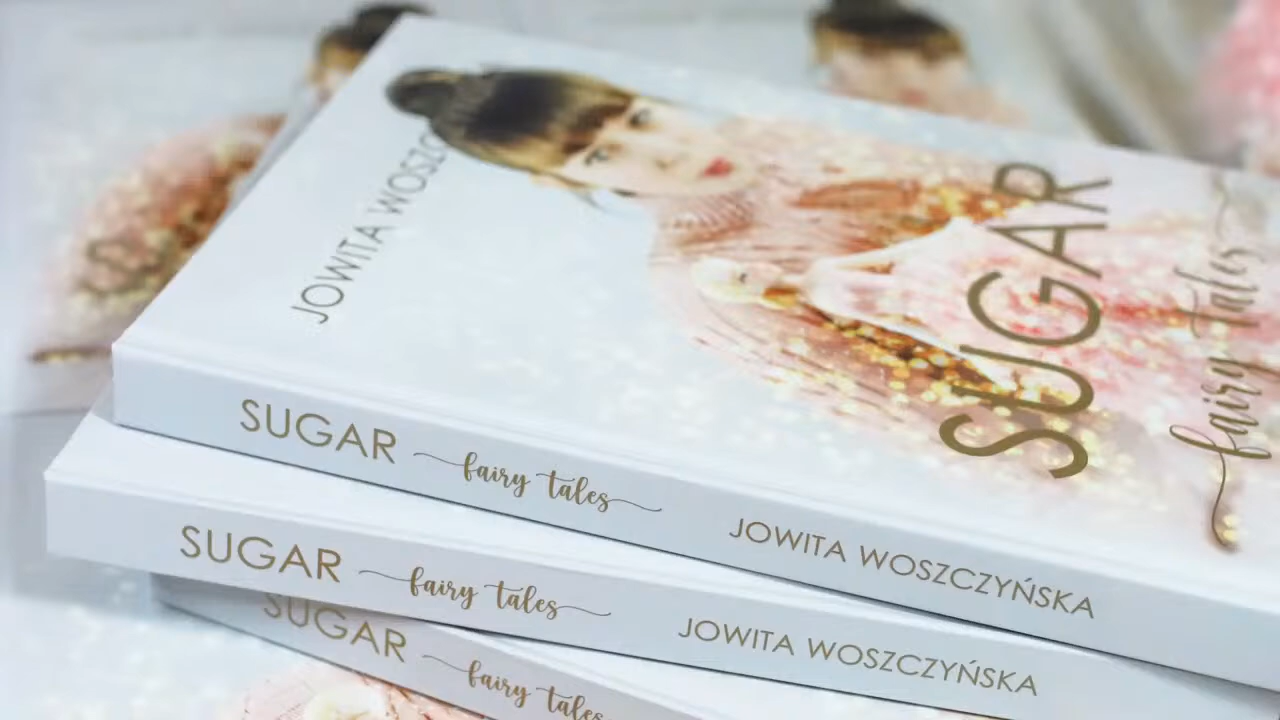 JOWITA WOSZC
SUGAR
fairy tales
SUGAR fairy tales JOWITA WOSZCZYŃSKA
SUGAR fairy tales JOWITA WOSZCZYŃSKA
SUGAR fairy tales